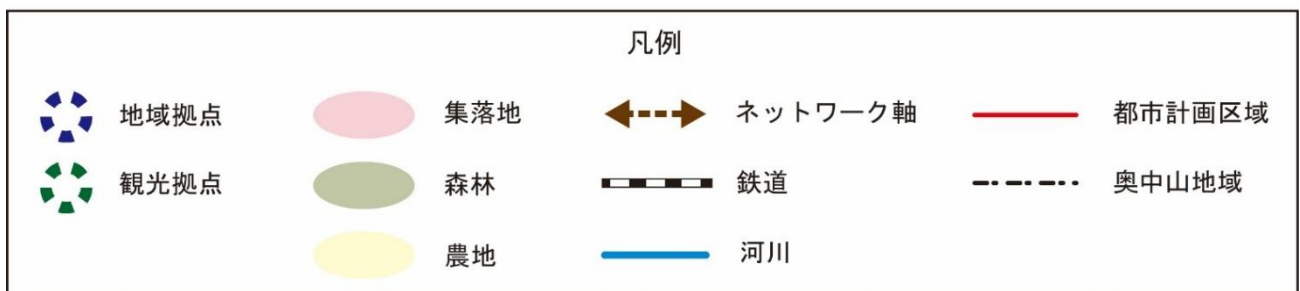 凡例
地域拠点 集落地 ネットワーク軸 都市計画区域
観光拠点 森林 鉄道 奥中山地域
農地 河川